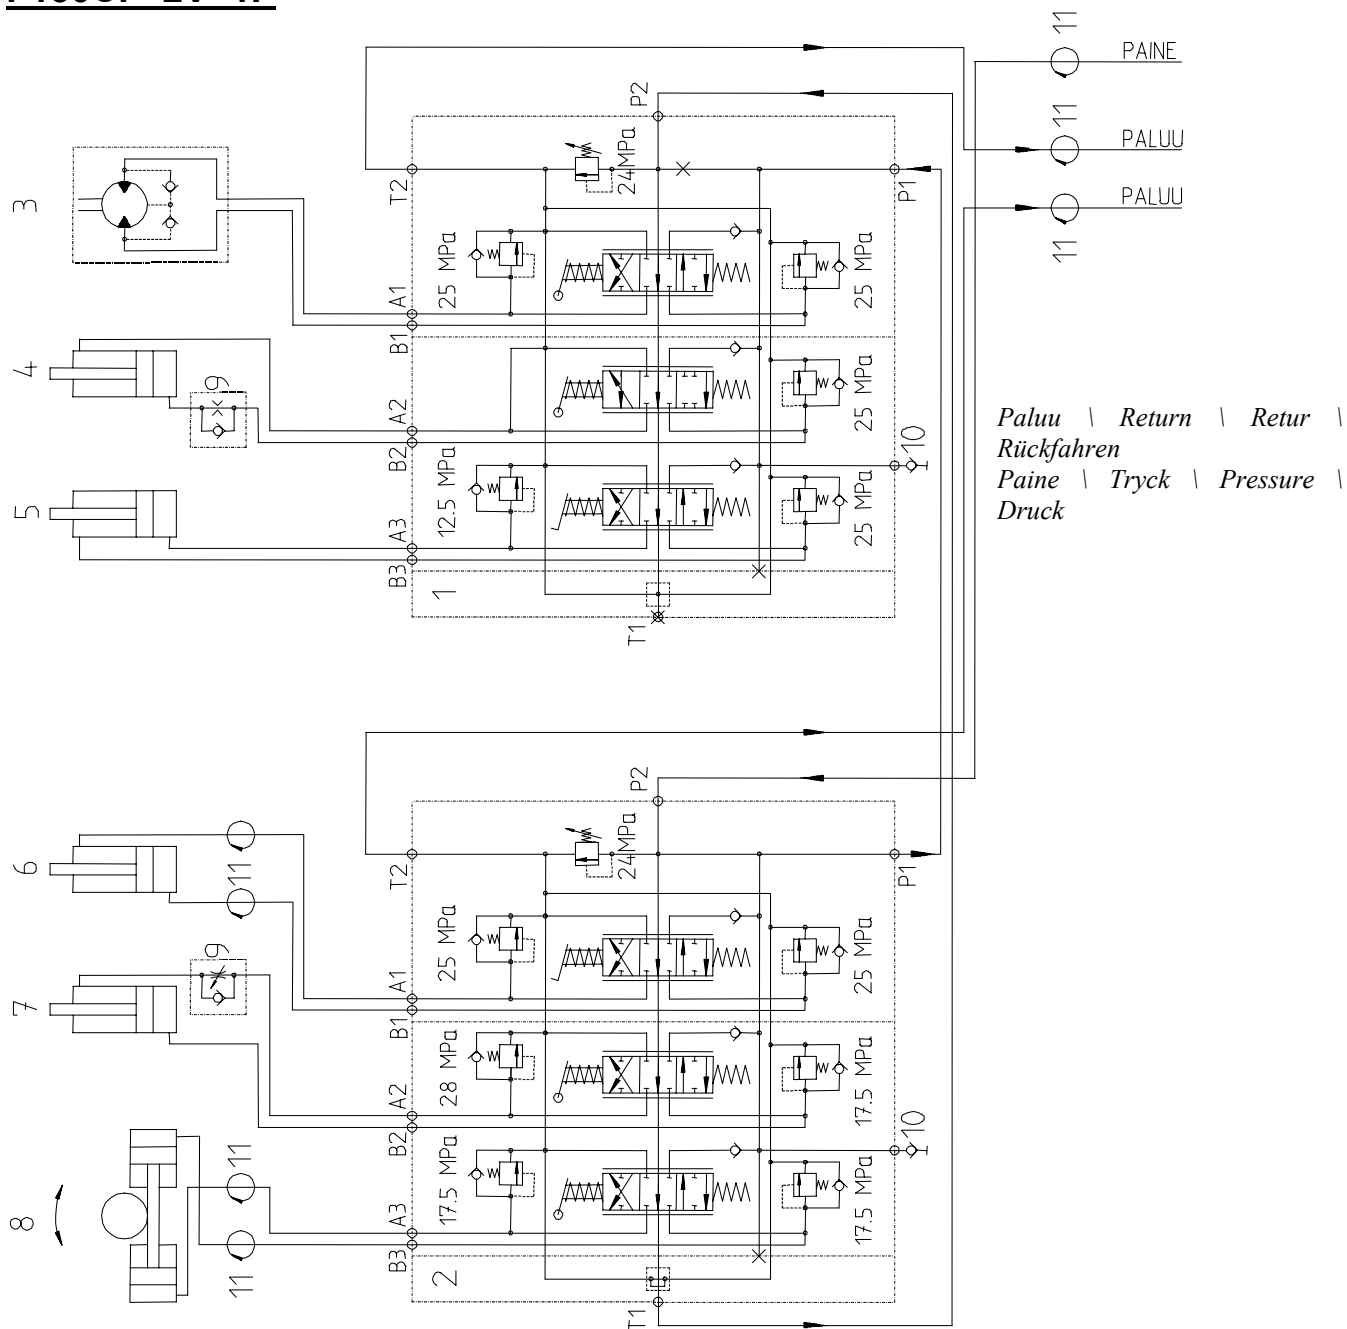 11
PAINE
11
PALUU
PALUU
11
3
4
9
5
T2
P2
24MPa
P1
A1
B1
25 MPa
25 MPa
A2
B2
25 MPa
12.5 MPa
A3
B3
25 MPa
10
1
T1
Paluu \ Return \ Retur \
Rückfahren
Paine \ Tryck \ Pressure \
Druck
6
11
7
9
8
11
11
T2
P2
24MPa
P1
25 MPa
A1
B1
25 MPa
28 MPa
A2
B2
17.5 MPa
17.5 MPa
A3
B3
17.5 MPa
10
2
T1